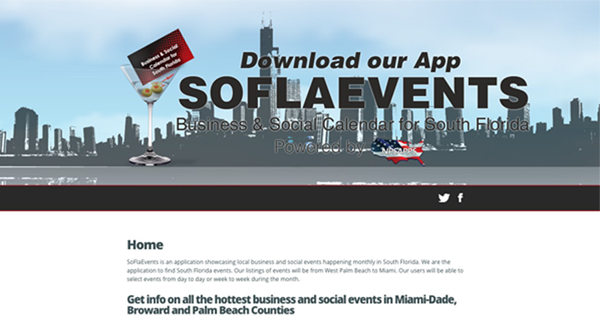 Download our App
Business & Social
Calendar for
South Florida
SOFLAEVENTS
Business & Social Calendar for South Florida
Powered by
Home
SoFlaEvents is an application showcasing local business and social events happening monthly in South Florida. We are the
application to find South Florida events. Our listings of events will be from West Palm Beach to Miami. Our users will be able to
select events from day to day or week to week during the month.
Get info on all the hottest business and social events in Miami-Dade,
Broward and Palm Beach Counties